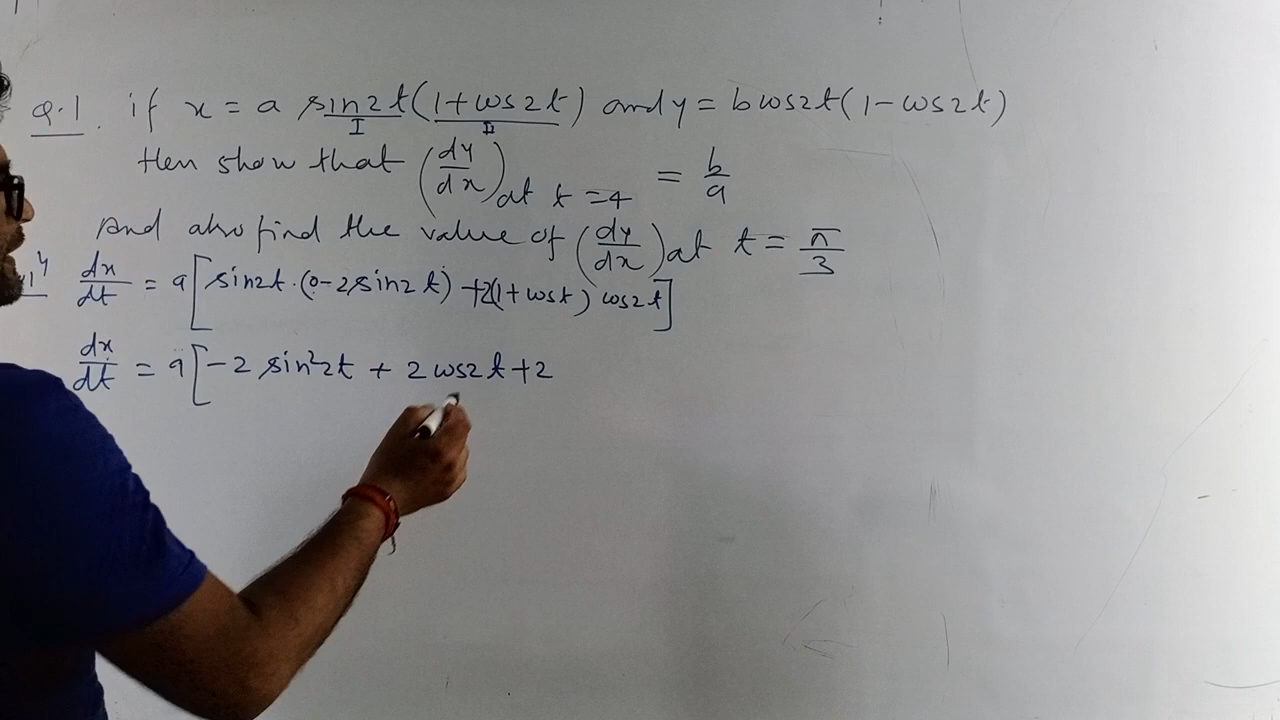 Q.1. if x = a sin2t(1+cos2t) and y = b cos2t(1-cos2t)
I II
then show that (dy/dx) at t=4 = b/a
And also find the value of (dy/dx) at t = π/3
dx/dt = a[sin2t.(0-2sin2t)+2(1+cost) cos2t]
dx/dt = a[-2 sin²2t + 2 cos2t+2